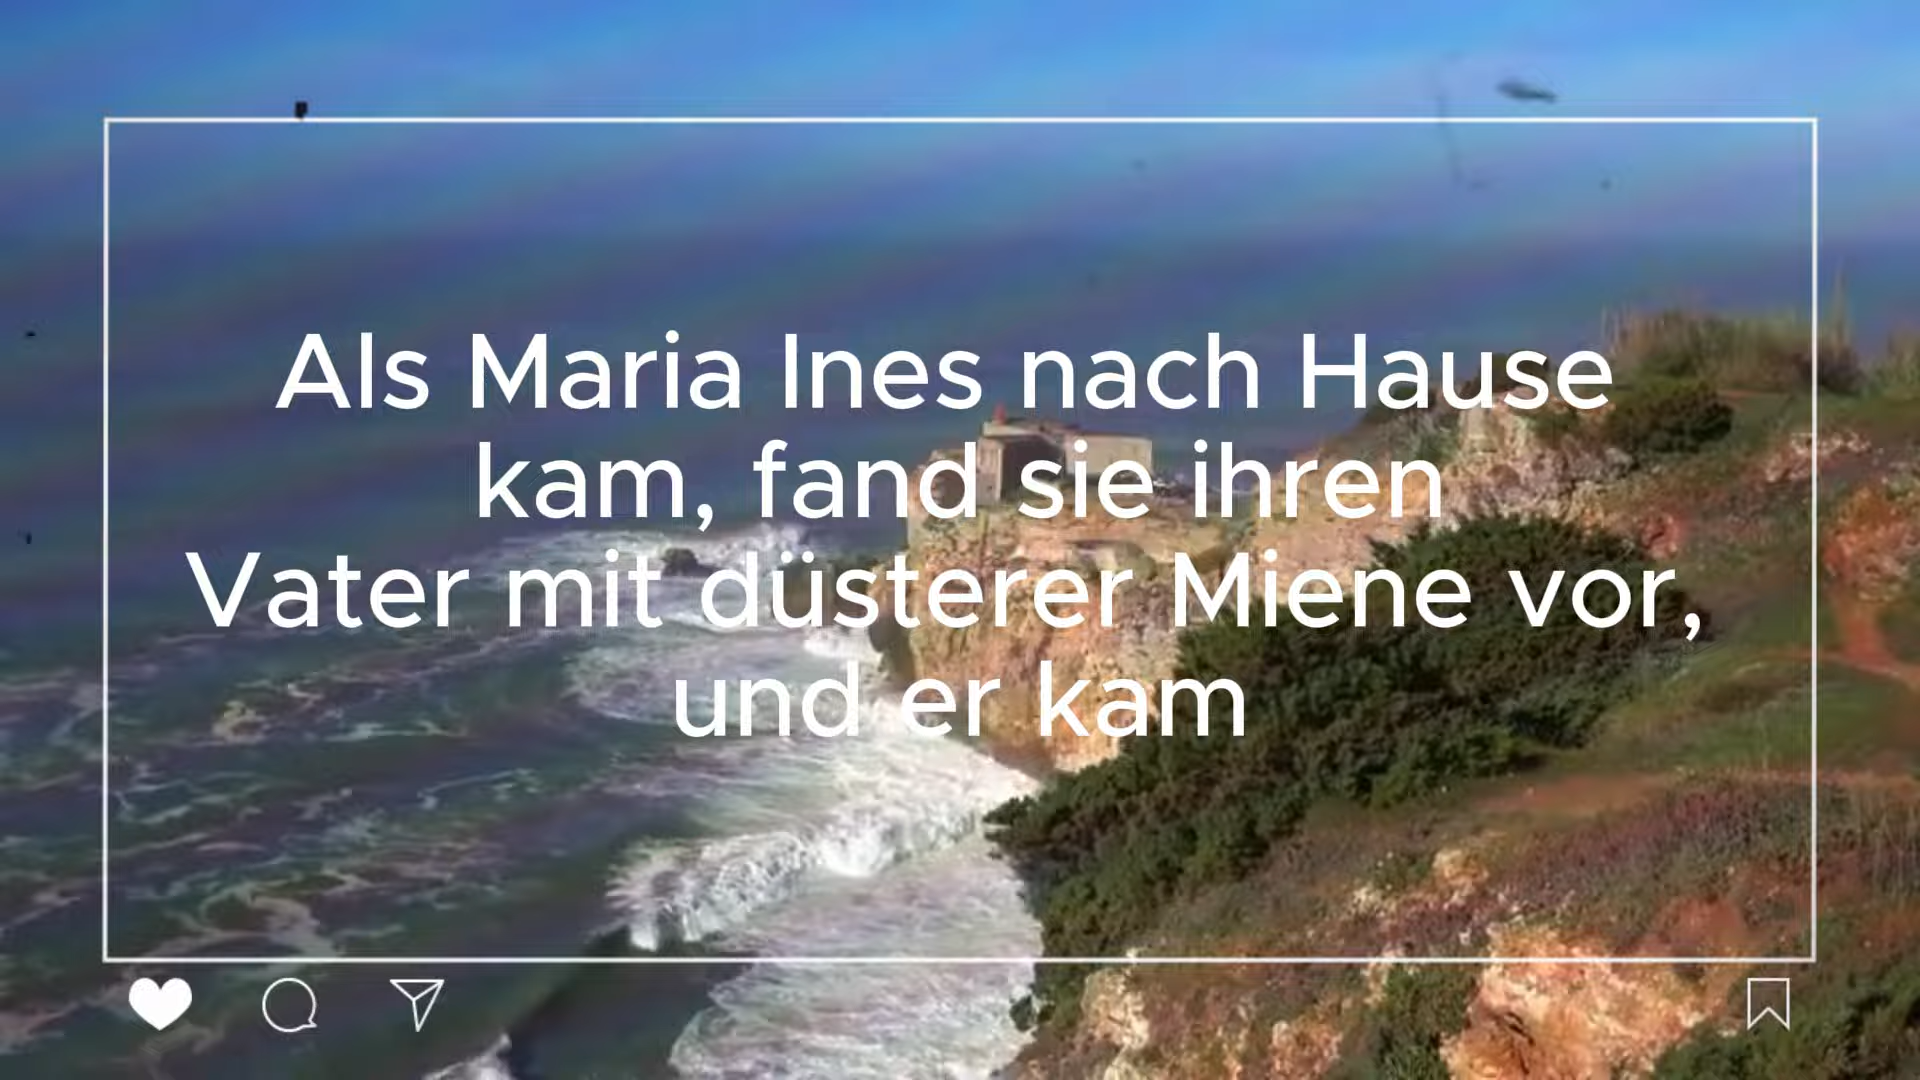 Als Maria Ines nach Hause
kam, fand sie ihren
Vater mit düsterer Miene vor,
und er kam